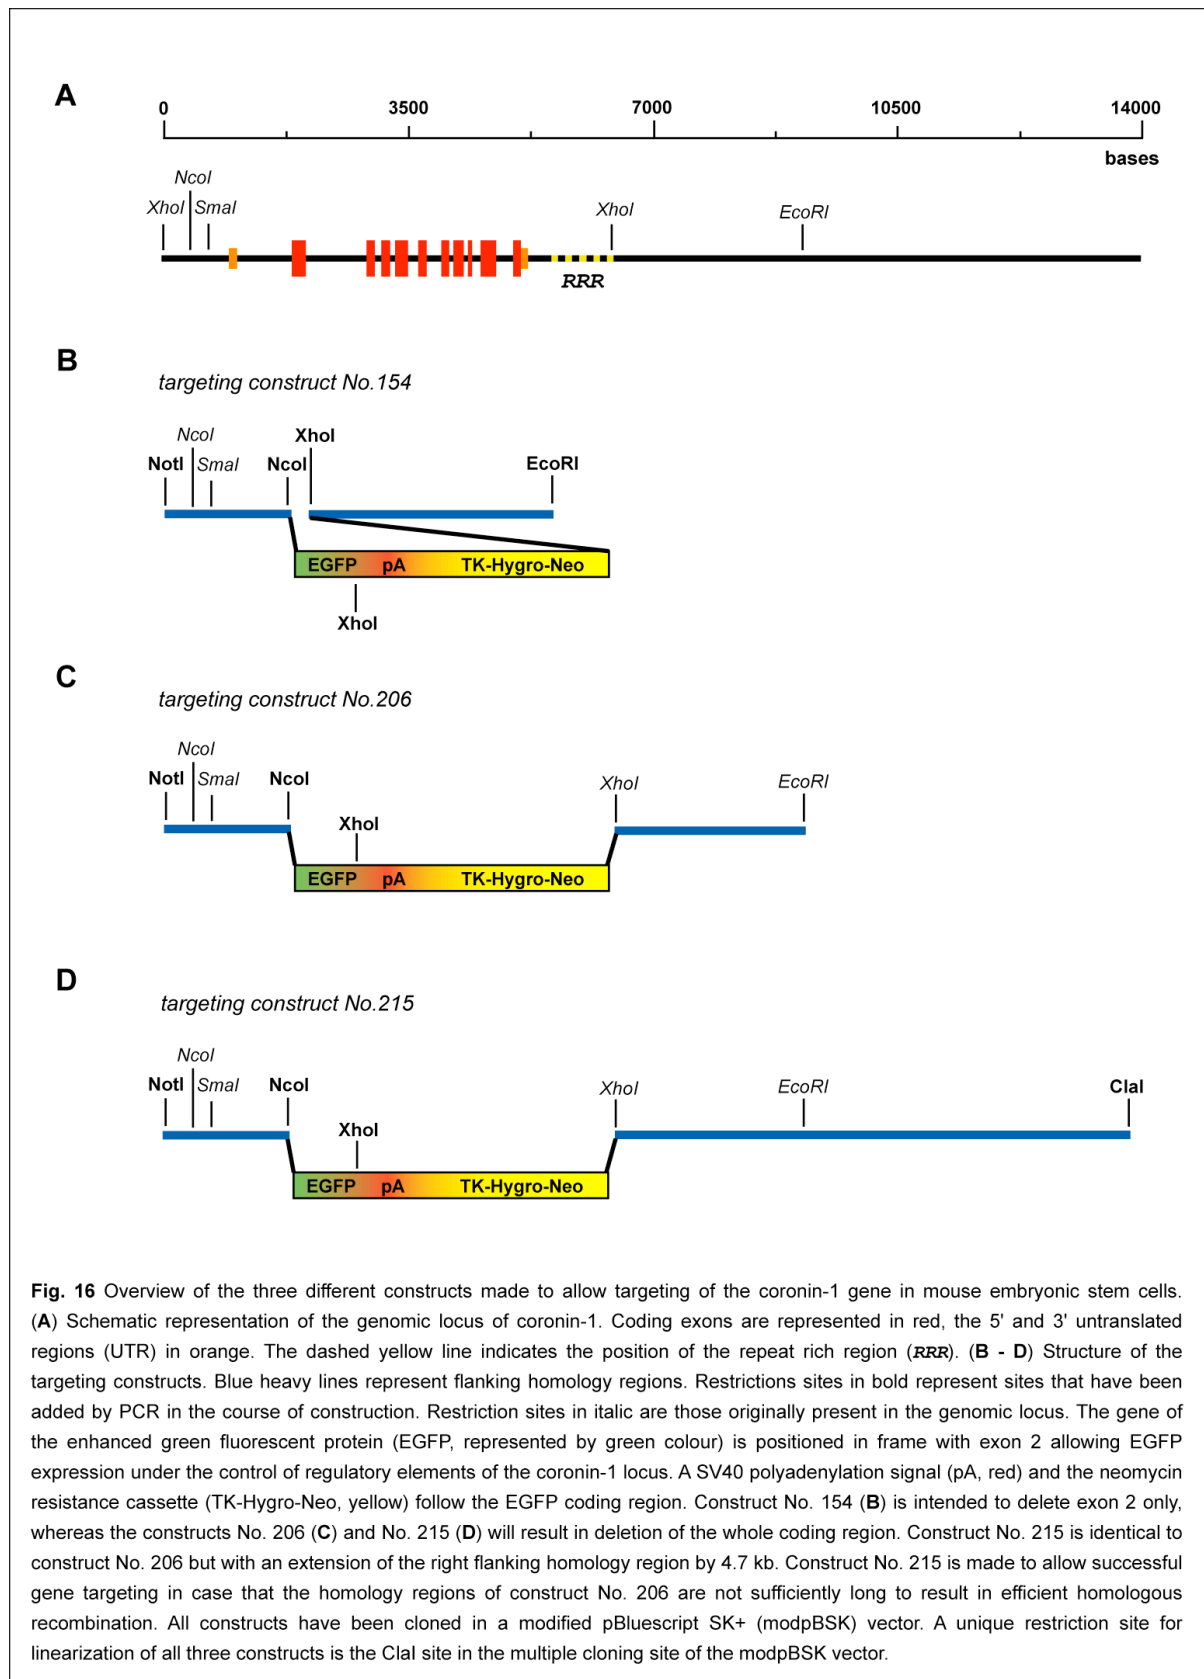 A
0 3500 7000 10500 14000
bases
NcoI
XhoI SmaI XhoI EcoRI
RRR
B
targeting construct No.154
NcoI XhoI
NotI SmaI NcoI EcoRI
EGFP pA TK-Hygro-Neo
XhoI
C
targeting construct No.206
NcoI
NotI SmaI NcoI XhoI EcoRI
XhoI
EGFP pA TK-Hygro-Neo
D
targeting construct No.215
NcoI
NotI SmaI NcoI XhoI EcoRI ClaI
XhoI
EGFP pA TK-Hygro-Neo
Fig. 16 Overview of the three different constructs made to allow targeting of the coronin-1 gene in mouse embryonic stem cells.
(A) Schematic representation of the genomic locus of coronin-1. Coding exons are represented in red, the 5' and 3' untranslated
regions (UTR) in orange. The dashed yellow line indicates the position of the repeat rich region (RRR). (B - D) Structure of the
targeting constructs. Blue heavy lines represent flanking homology regions. Restrictions sites in bold represent sites that have been
added by PCR in the course of construction. Restriction sites in italic are those originally present in the genomic locus. The gene of
the enhanced green fluorescent protein (EGFP, represented by green colour) is positioned in frame with exon 2 allowing EGFP
expression under the control of regulatory elements of the coronin-1 locus. A SV40 polyadenylation signal (pA, red) and the neomycin
resistance cassette (TK-Hygro-Neo, yellow) follow the EGFP coding region. Construct No. 154 (B) is intended to delete exon 2 only,
whereas the constructs No. 206 (C) and No. 215 (D) will result in deletion of the whole coding region. Construct No. 215 is identical to
construct No. 206 but with an extension of the right flanking homology region by 4.7 kb. Construct No. 215 is made to allow successful
gene targeting in case that the homology regions of construct No. 206 are not sufficiently long to result in efficient homologous
recombination. All constructs have been cloned in a modified pBluescript SK+ (modpBSK) vector. A unique restriction site for
linearization of all three constructs is the ClaI site in the multiple cloning site of the modpBSK vector.